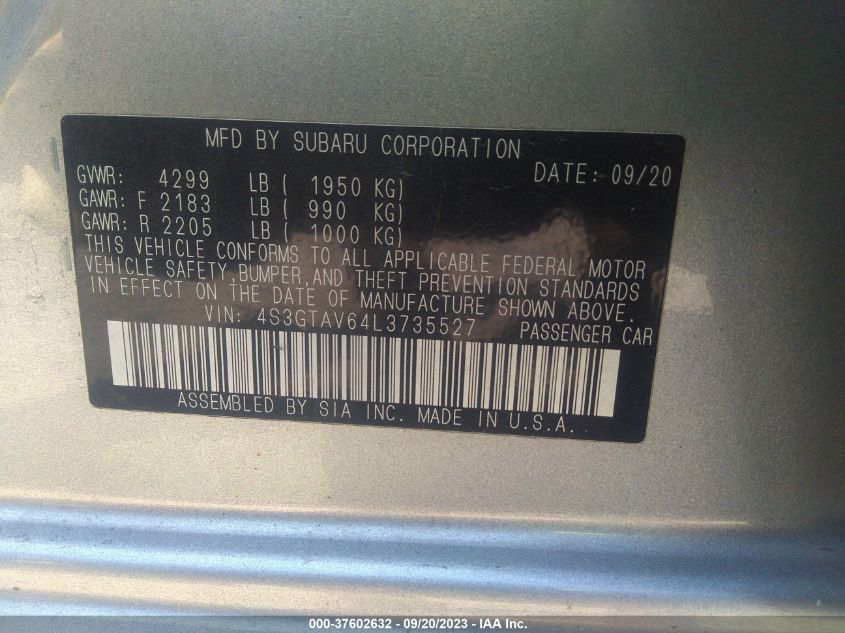 MFD BY SUBARU CORPORATION
DATE: 09/20
GVWR: 4299 LB ( 1950 KG)
GAWR: F 2183 LB ( 990 KG)
GAWR: R 2205 LB ( 1000 KG)
THIS VEHICLE CONFORMS TO ALL APPLICABLE FEDERAL MOTOR
VEHICLE SAFETY, BUMPER, AND THEFT PREVENTION STANDARDS
IN EFFECT ON THE DATE OF MANUFACTURE SHOWN ABOVE.
VIN: 4S3GTAV64L3735527 PASSENGER CAR
ASSEMBLED BY SIA INC. MADE IN U.S.A.
000-37602632 - 09/20/2023 - IAA Inc.